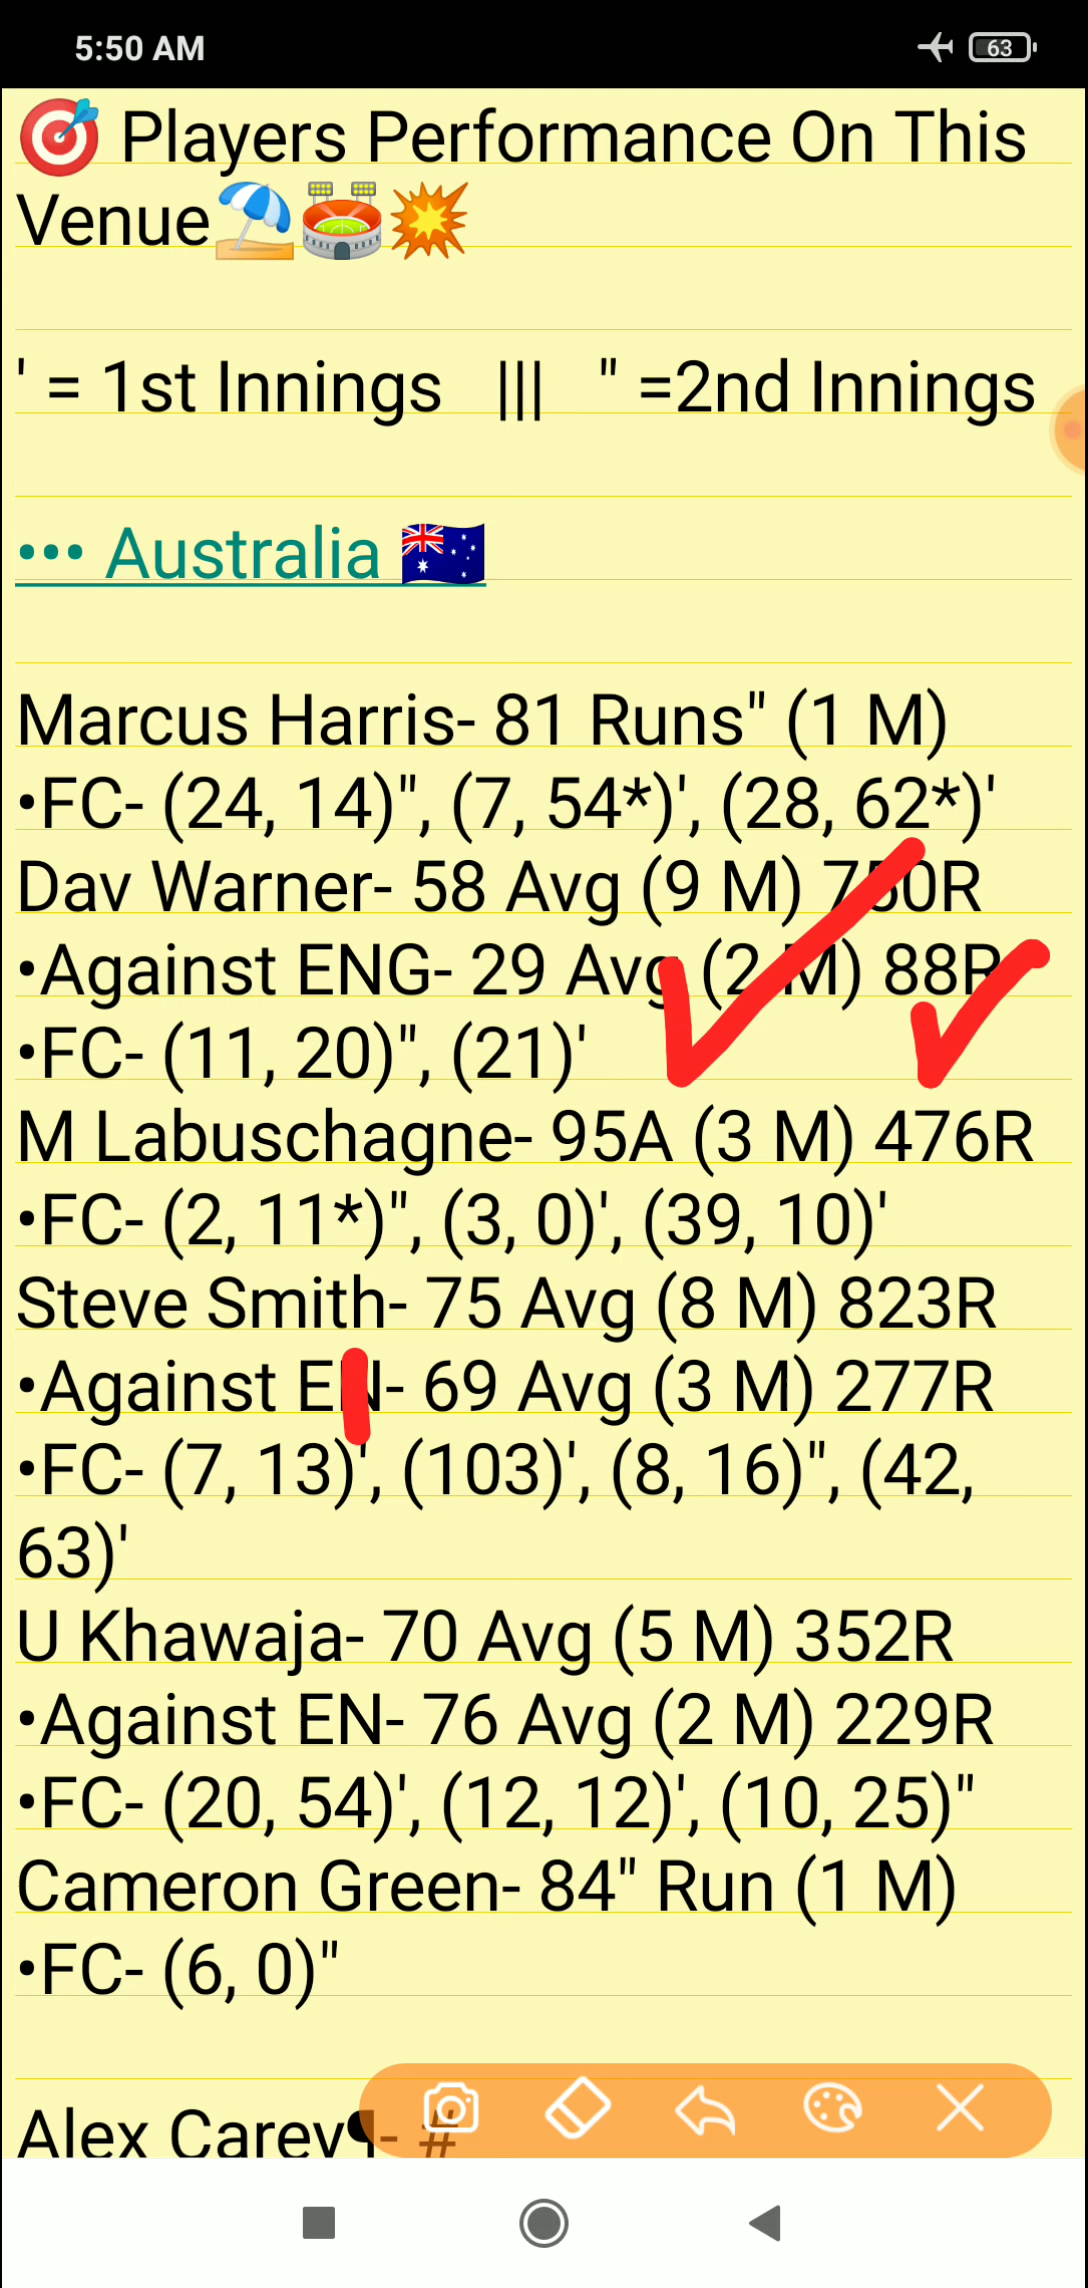 5:50 AM
63
Players Performance On This
Venue
' = 1st Innings ||| " =2nd Innings
••• Australia
Marcus Harris- 81 Runs" (1 M)
•FC- (24, 14)", (7, 54*)', (28, 62*)'
Dav Warner- 58 Avg (9 M) 750R
•Against ENG- 29 Avg (2 M) 88R
•FC- (11, 20)", (21)'
M Labuschagne- 95A (3 M) 476R
•FC- (2, 11*)", (3, 0)', (39, 10)'
Steve Smith- 75 Avg (8 M) 823R
•Against EN- 69 Avg (3 M) 277R
•FC- (7, 13)', (103)', (8, 16)", (42,
63)'
U Khawaja- 70 Avg (5 M) 352R
•Against EN- 76 Avg (2 M) 229R
•FC- (20, 54)', (12, 12)', (10, 25)"
Cameron Green- 84" Run (1 M)
•FC- (6, 0)"
Alex Carey¶- #